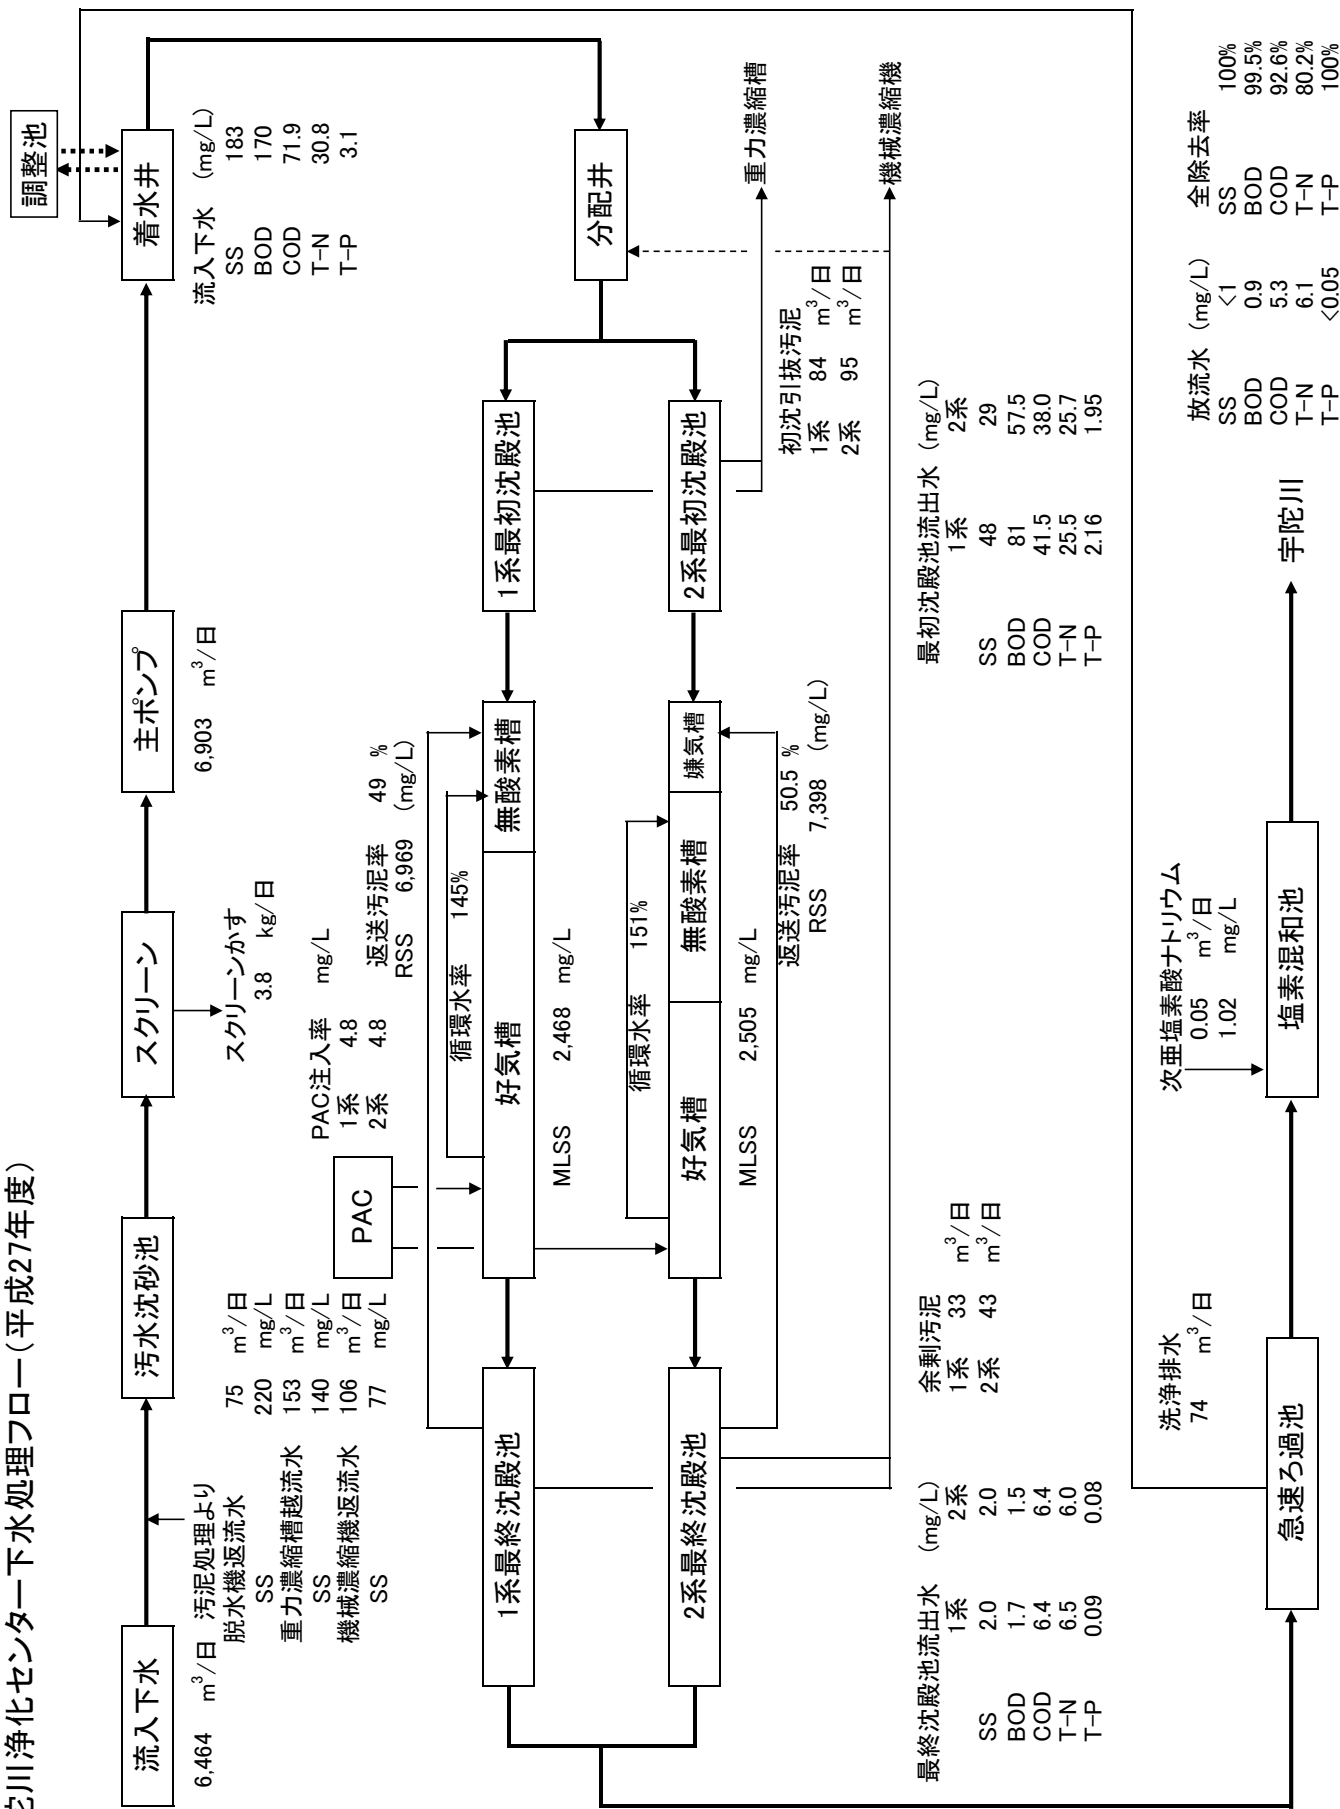 陀川浄化センター下水処理フロー(平成27年度)
流入下水
汚水沈砂池
スクリーン
主ポンプ
着水井
調整池
6,464 m³/日
汚泥処理より
脱水機返流水 75 m³/日
SS 220 mg/L
重力濃縮槽越流水 153 m³/日
SS 140 mg/L
機械濃縮機返流水 106 m³/日
SS 77 mg/L
スクリーンかす
3.8 kg/日
6,903 m³/日
流入下水 (mg/L)
SS 183
BOD 170
COD 71.9
T-N 30.8
T-P 3.1
PAC
PAC注入率
1系 4.8 mg/L
2系 4.8
返送汚泥率 49 %
RSS 6,969 (mg/L)
循環水率 145%
1系最終沈殿池
好気槽
無酸素槽
1系最初沈殿池
分配井
MLSS 2,468 mg/L
循環水率 151%
2系最終沈殿池
好気槽
無酸素槽
嫌気槽
2系最初沈殿池
MLSS 2,505 mg/L
返送汚泥率 50.5 %
RSS 7,398 (mg/L)
重力濃縮槽
初沈引抜汚泥
1系 84 m³/日
2系 95 m³/日
機械濃縮機
最終沈殿池流出水 (mg/L)
1系 2系
SS 2.0 2.0
BOD 1.7 1.5
COD 6.4 6.4
T-N 6.5 6.0
T-P 0.09 0.08
余剰汚泥
1系 33 m³/日
2系 43 m³/日
最初沈殿池流出水 (mg/L)
1系 2系
SS 48 29
BOD 81 57.5
COD 41.5 38.0
T-N 25.5 25.7
T-P 2.16 1.95
洗浄排水
74 m³/日
次亜塩素酸ナトリウム
0.05 m³/日
1.02 mg/L
急速ろ過池
塩素混和池
宇陀川
放流水 (mg/L) 全除去率
SS <1 SS 100%
BOD 0.9 BOD 99.5%
COD 5.3 COD 92.6%
T-N 6.1 T-N 80.2%
T-P <0.05 T-P 100%